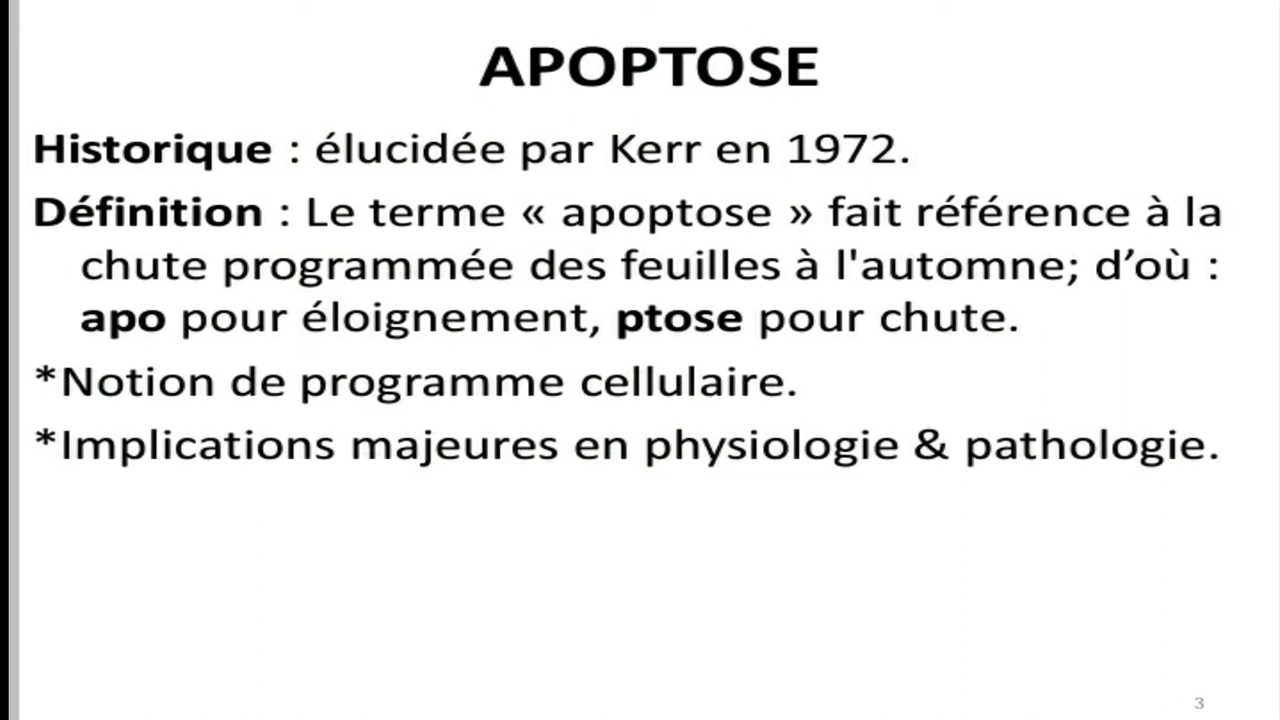 APOPTOSE
Historique : élucidée par Kerr en 1972.
Définition : Le terme « apoptose » fait référence à la
chute programmée des feuilles à l'automne; d’où :
apo pour éloignement, ptose pour chute.
*Notion de programme cellulaire.
*Implications majeures en physiologie & pathologie.
3